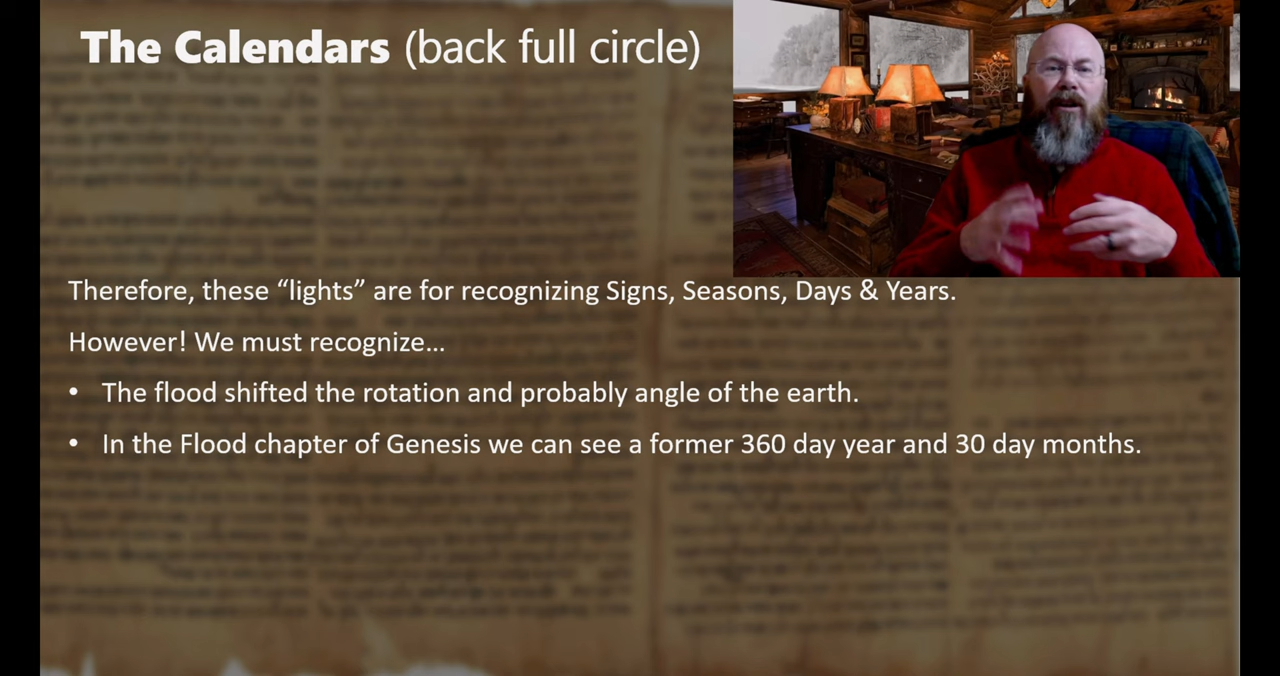 The Calendars (back full circle)
Therefore, these “lights” are for recognizing Signs, Seasons, Days & Years.
However! We must recognize...
• The flood shifted the rotation and probably angle of the earth.
• In the Flood chapter of Genesis we can see a former 360 day year and 30 day months.